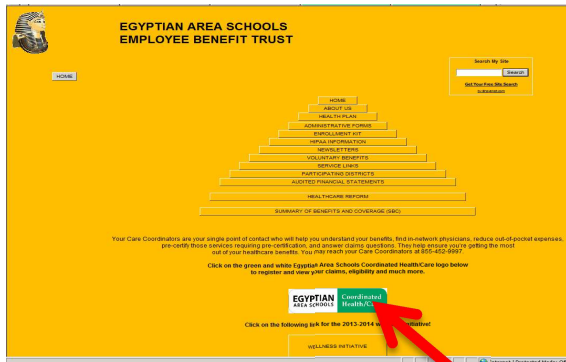 EGYPTIAN AREA SCHOOLS
EMPLOYEE BENEFIT TRUST
Search My Site
Search
Get Your Free Site Search
HOME
HOME
ABOUT US
HEALTH PLAN
ADMINISTRATIVE FORMS
ENROLLMENT KIT
HIPAA INFORMATION
NEWSLETTERS
VOLUNTARY BENEFITS
SERVICE LINKS
PARTICIPATING DISTRICTS
AUDITED FINANCIAL STATEMENTS
HEALTHCARE REFORM
SUMMARY OF BENEFITS AND COVERAGE (SBC)
Your Care Coordinators are your single point of contact who will help you understand your benefits, find in-network physicians, reduce out-of-pocket expenses,
pre-certify those services requiring pre-certification, and answer claims questions. They help ensure you're getting the most
out of your healthcare benefits. You may reach your Care Coordinators at 855-452-9997.
Click on the green and white Egyptian Area Schools Coordinated Health/Care logo below
to register and view your claims, eligibility and much more.
EGYPTIAN Coordinated
AREA SCHOOLS Health/Care
Click on the following link for the 2013-2014 initiative!
WELLNESS INITIATIVE